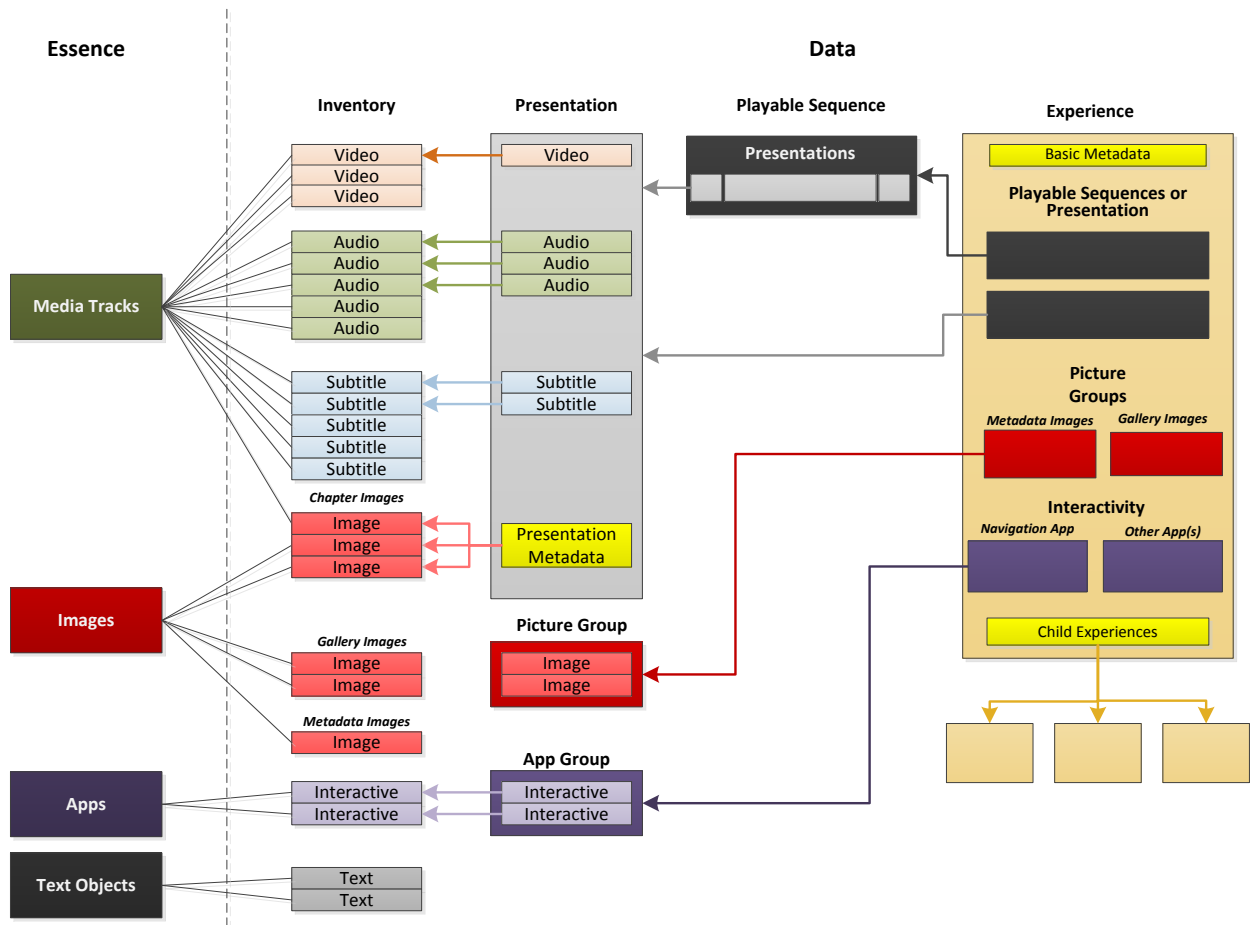 Essence
Data
Inventory
Presentation
Playable Sequence
Experience
Video
Video
Video
Audio
Audio
Audio
Audio
Audio
Subtitle
Subtitle
Subtitle
Subtitle
Subtitle
Chapter Images
Image
Image
Image
Gallery Images
Image
Image
Metadata Images
Image
Interactive
Interactive
Text
Text
Media Tracks
Images
Apps
Text Objects
Video
Audio
Audio
Audio
Subtitle
Subtitle
Presentation
Metadata
Picture Group
Image
Image
App Group
Interactive
Interactive
Presentations
Basic Metadata
Playable Sequences or
Presentation
Picture
Groups
Metadata Images
Gallery Images
Interactivity
Navigation App
Other App(s)
Child Experiences